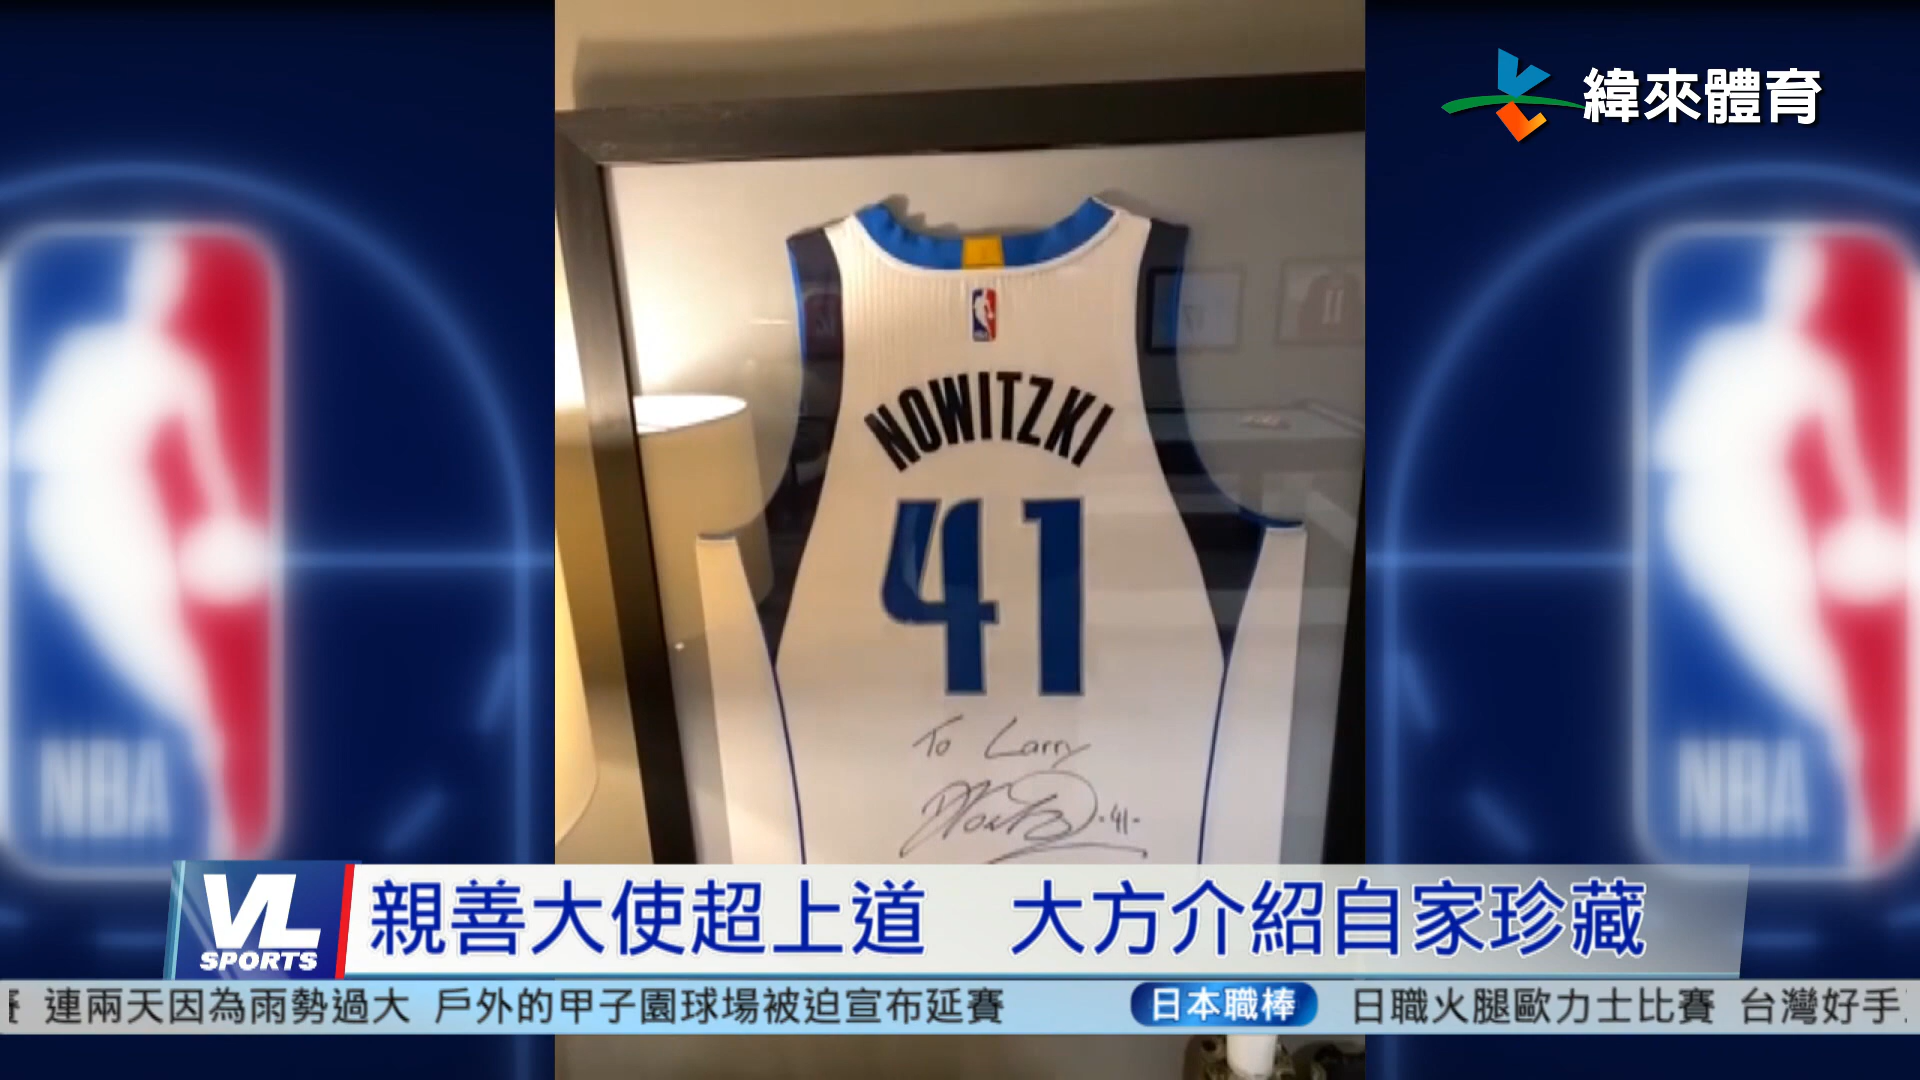 緯來體育
NOWITZKI
41
To Larry
-41-
NBA
NBA
VL
SPORTS
親善大使超上道 大方介紹自家珍藏
連兩天因為雨勢過大 戶外的甲子園球場被迫宣布延賽
日本職棒
日職火腿歐力士比賽 台灣好手